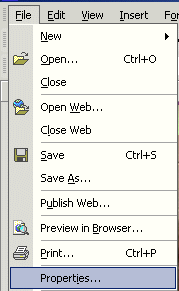 File Edit View Insert Fo
New
Open... Ctrl+O
Close
Open Web...
Close Web
Save Ctrl+S
Save As...
Publish Web...
Preview in Browser...
Print... Ctrl+P
Properties...